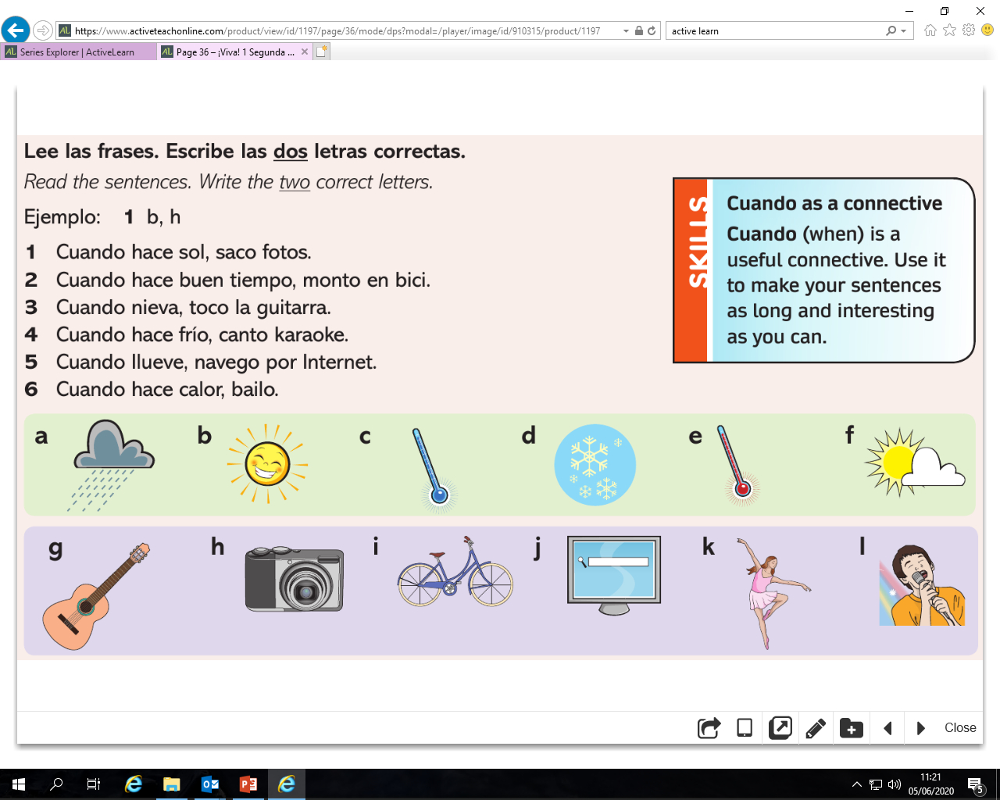 https://www.activeteachonline.com/product/view/id/1197/page/36/mode/dps?modal=/player/image/id/910315/product/1197
active learn
AL Series Explorer | ActiveLearn
AL Page 36 – ¡Viva! 1 Segunda ...
Lee las frases. Escribe las dos letras correctas.
Read the sentences. Write the two correct letters.
Ejemplo: 1 b, h
1 Cuando hace sol, saco fotos.
2 Cuando hace buen tiempo, monto en bici.
3 Cuando nieva, toco la guitarra.
4 Cuando hace frío, canto karaoke.
5 Cuando llueve, navego por Internet.
6 Cuando hace calor, bailo.
SKILLS
Cuando as a connective
Cuando (when) is a
useful connective. Use it
to make your sentences
as long and interesting
as you can.
a b c d e f
g h i j k l
Close
11:21
05/06/2020
5